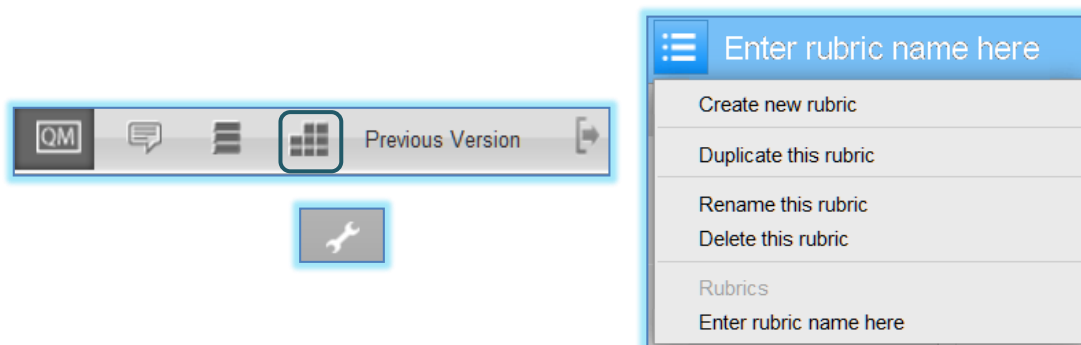 QM
Previous Version
Enter rubric name here
Create new rubric
Duplicate this rubric
Rename this rubric
Delete this rubric
Rubrics
Enter rubric name here